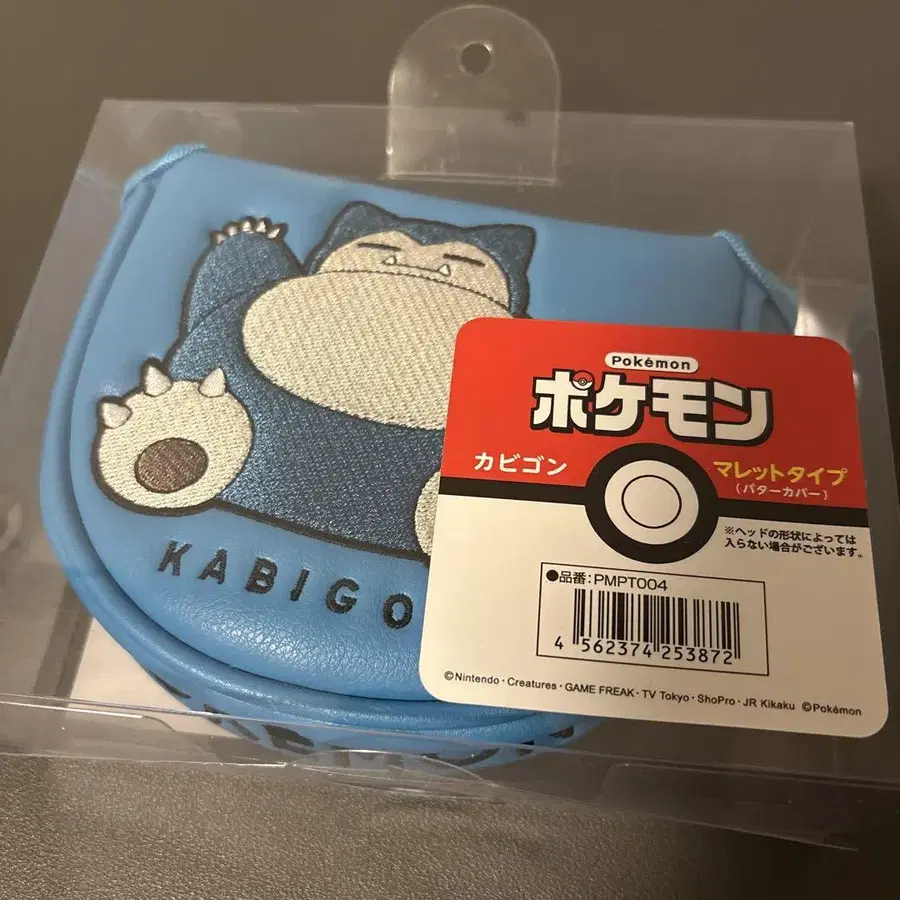 Pokémon
ポケモン
カビゴン
マレットタイプ
(パターカバー)
※ヘッドの形状によっては
入らない場合がございます。
●品番:PMPT004
4 562374 253872
©Nintendo・Creatures・GAME FREAK・TV Tokyo・ShoPro・JR Kikaku ©Pokémon
KABIGO